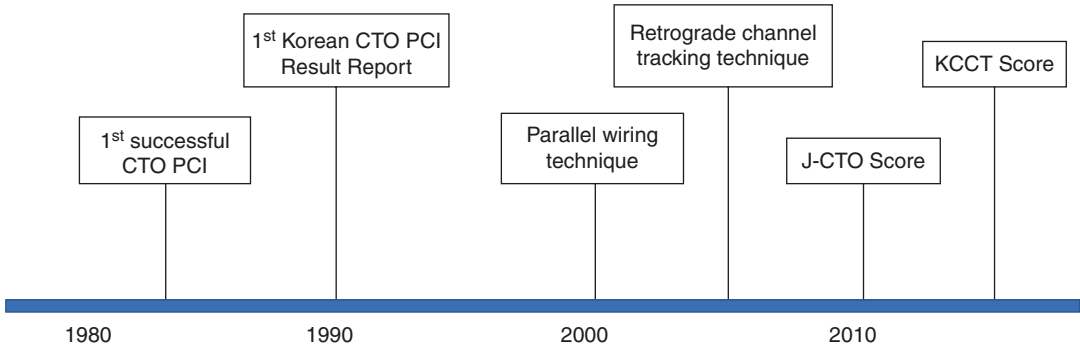 1st successful
CTO PCI
1st Korean CTO PCI
Result Report
Parallel wiring
technique
Retrograde channel
tracking technique
J-CTO Score
KCCT Score
1980
1990
2000
2010